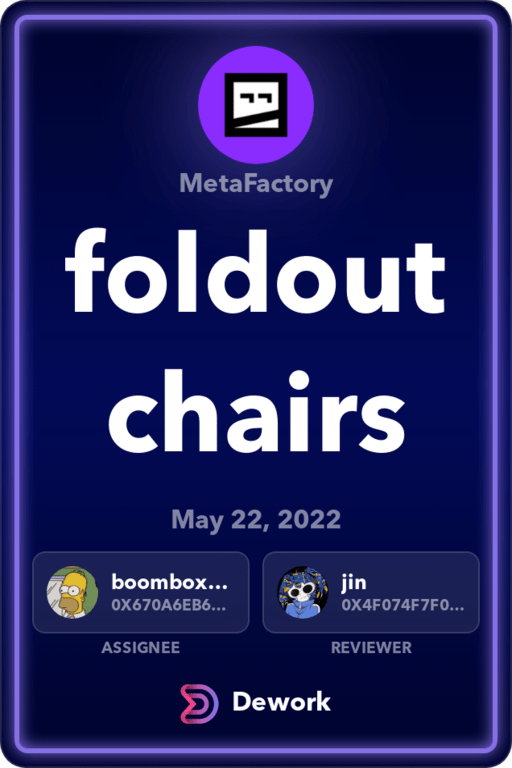 MetaFactory
foldout
chairs
May 22, 2022
boombox...
0X670A6EB6...
ASSIGNEE
jin
0X4F074F7F0...
REVIEWER
Dework